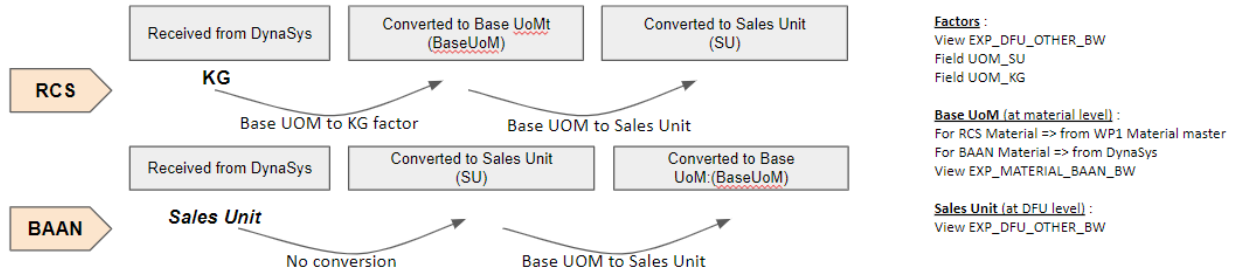 Received from DynaSys
Converted to Base UoMt
(BaseUoM)
Converted to Sales Unit
(SU)
RCS
KG
Base UOM to KG factor
Base UOM to Sales Unit
Received from DynaSys
Converted to Sales Unit
(SU)
Converted to Base
UoM:(BaseUoM)
BAAN
Sales Unit
No conversion
Base UOM to Sales Unit
Factors :
View EXP_DFU_OTHER_BW
Field UOM_SU
Field UOM_KG
Base UoM (at material level) :
For RCS Material => from WP1 Material master
For BAAN Material => from DynaSys
View EXP_MATERIAL_BAAN_BW
Sales Unit (at DFU level) :
View EXP_DFU_OTHER_BW